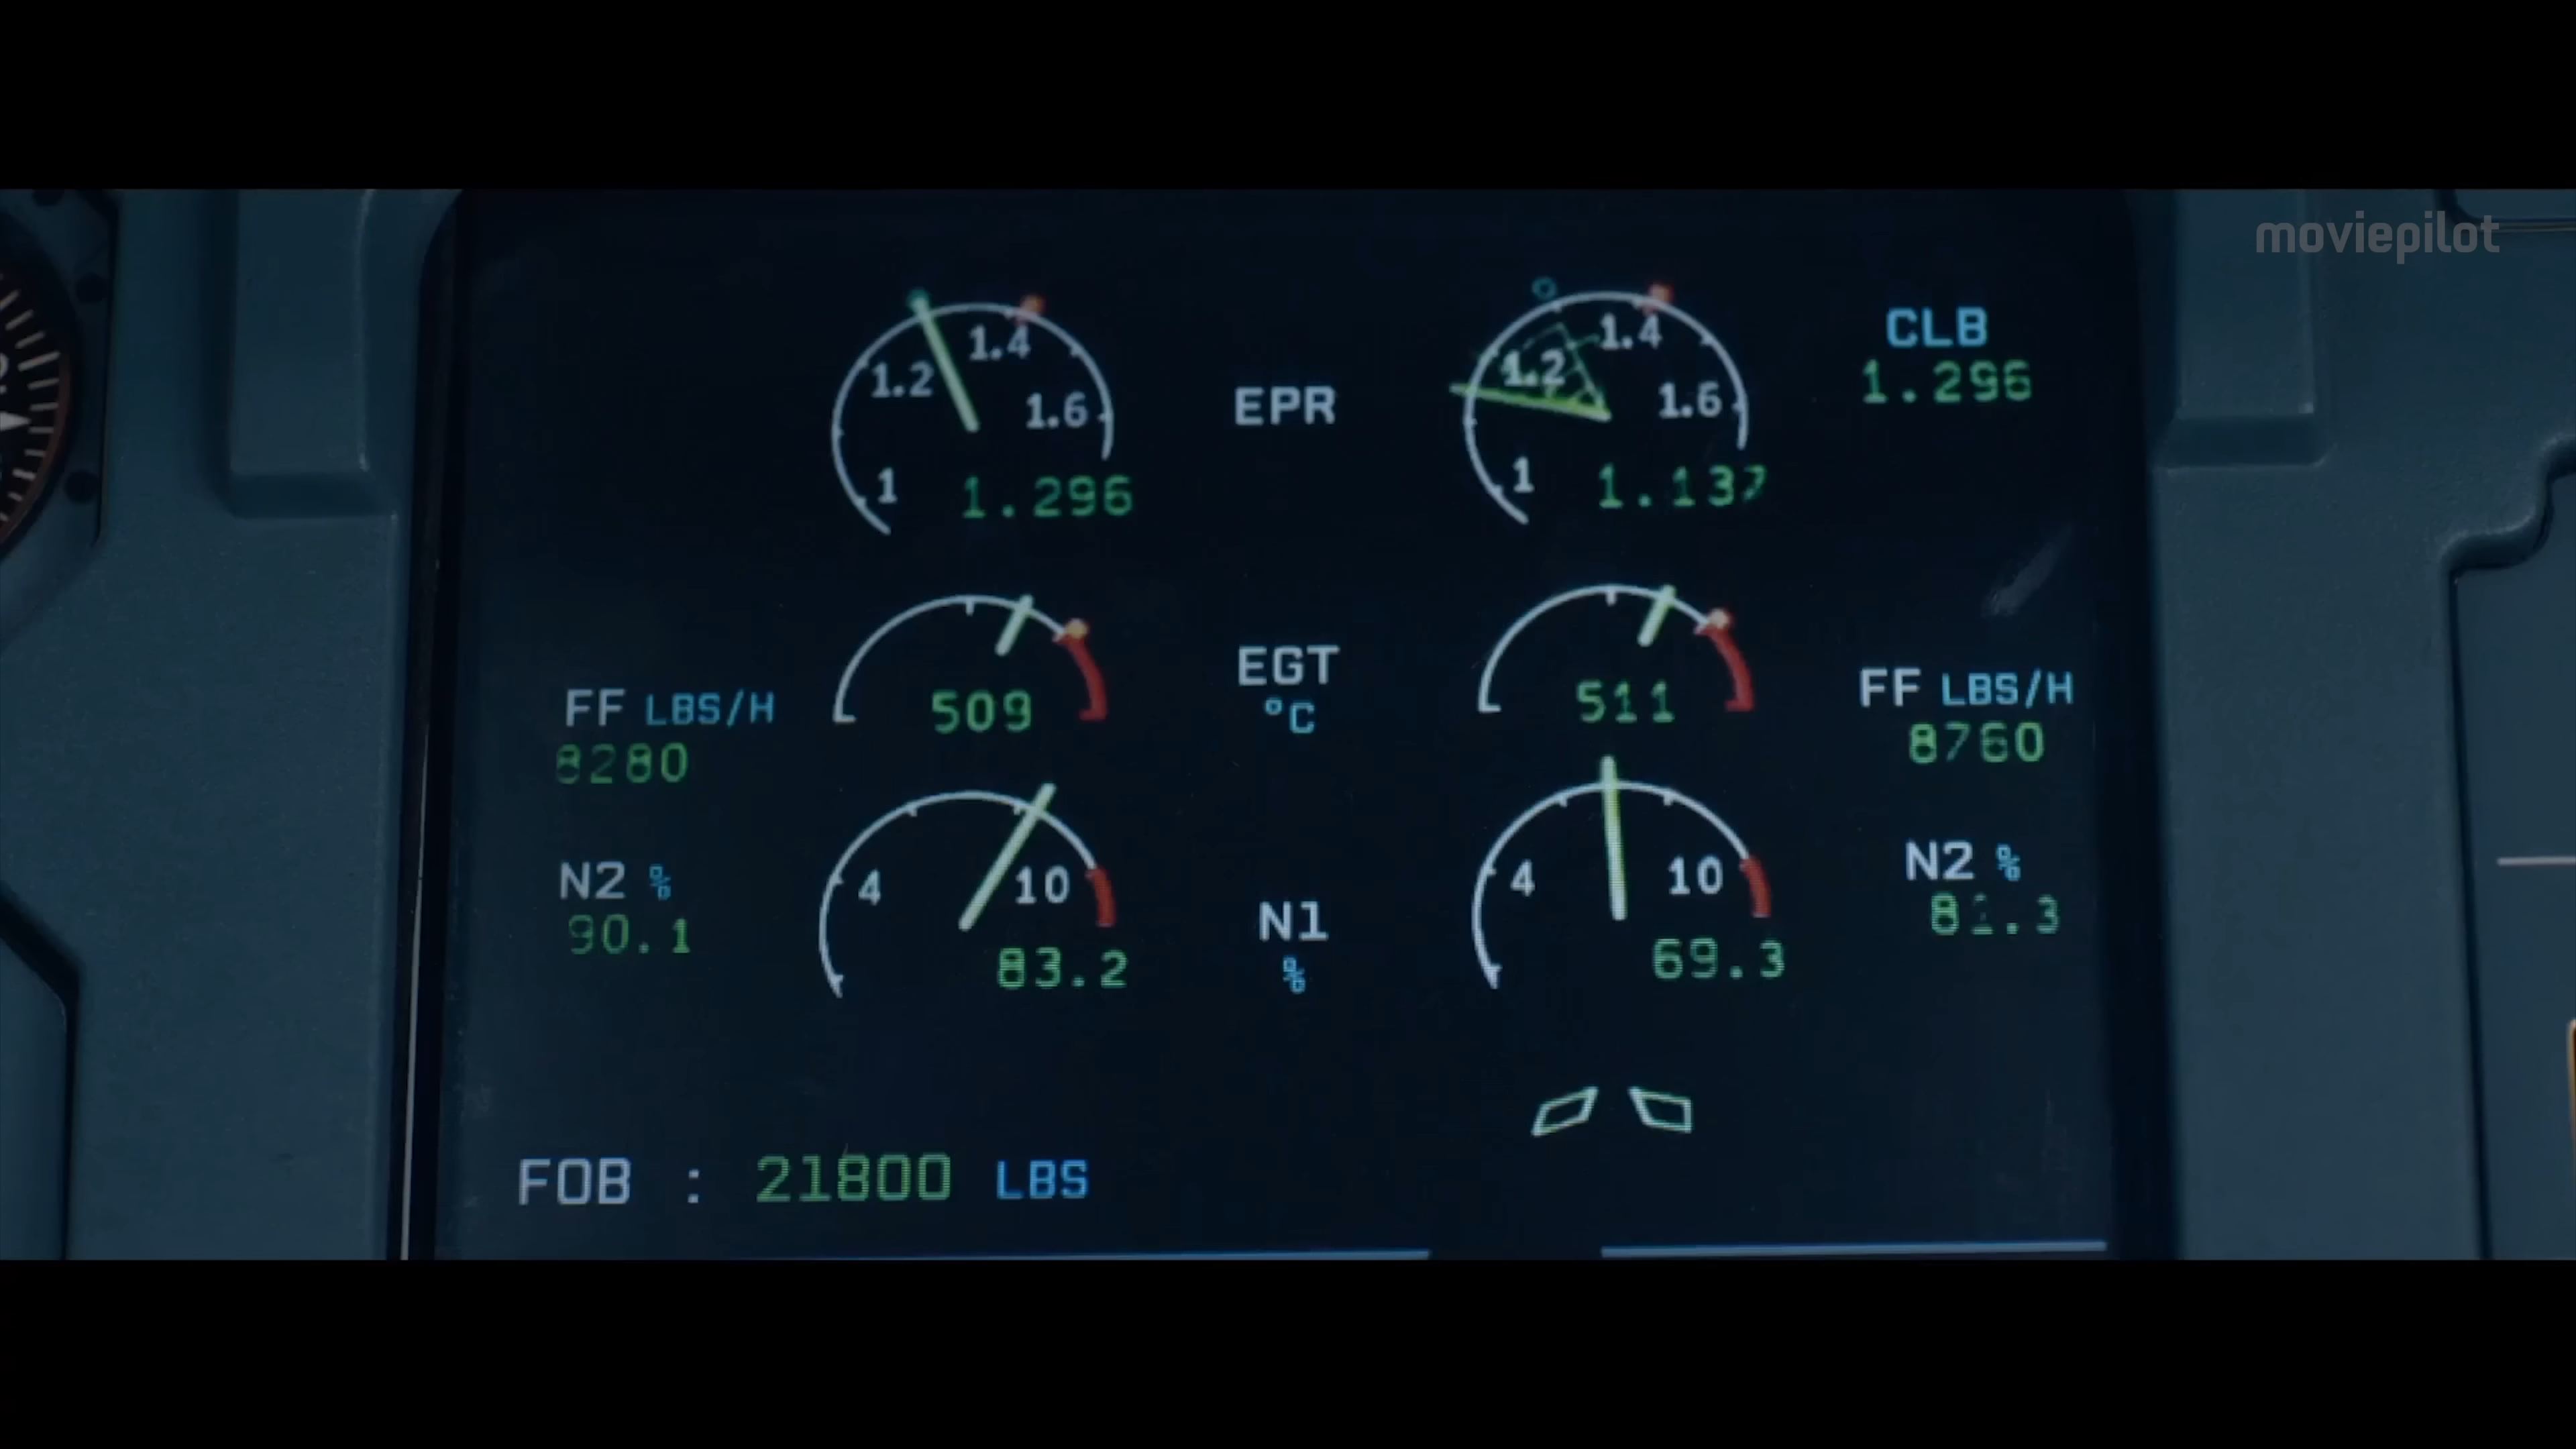 moviepilot
1.2 1.4 1.6 1
1.296
EPR
1.2 1.4 1.6 1
1.137
CLB
1.296
509
EGT
°C
511
FF LBS/H
8280
FF LBS/H
8760
N2 %
90.1
4 10
83.2
N1
%
4 10
69.3
N2 %
81.3
FOB : 21800 LBS